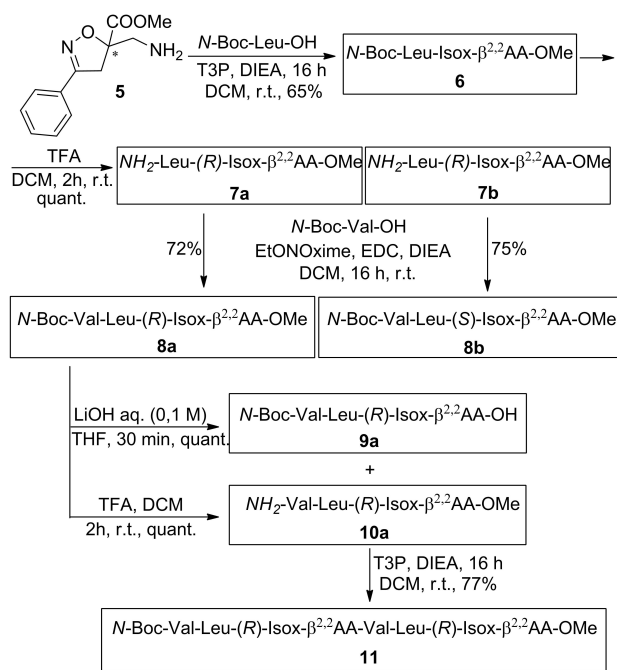 COOMe
O
N
NH2
*
5
N-Boc-Leu-OH
T3P, DIEA, 16 h
DCM, r.t., 65%
N-Boc-Leu-Isox-β2,2AA-OMe
6
TFA
DCM, 2h, r.t.
quant.
NH2-Leu-(R)-Isox-β2,2AA-OMe
7a
NH2-Leu-(R)-Isox-β2,2AA-OMe
7b
72%
N-Boc-Val-OH
EtONOxime, EDC, DIEA
DCM, 16 h, r.t.
75%
N-Boc-Val-Leu-(R)-Isox-β2,2AA-OMe
8a
N-Boc-Val-Leu-(S)-Isox-β2,2AA-OMe
8b
LiOH aq. (0,1 M)
THF, 30 min, quant.
N-Boc-Val-Leu-(R)-Isox-β2,2AA-OH
9a
+
TFA, DCM
2h, r.t., quant.
NH2-Val-Leu-(R)-Isox-β2,2AA-OMe
10a
T3P, DIEA, 16 h
DCM, r.t., 77%
N-Boc-Val-Leu-(R)-Isox-β2,2AA-Val-Leu-(R)-Isox-β2,2AA-OMe
11